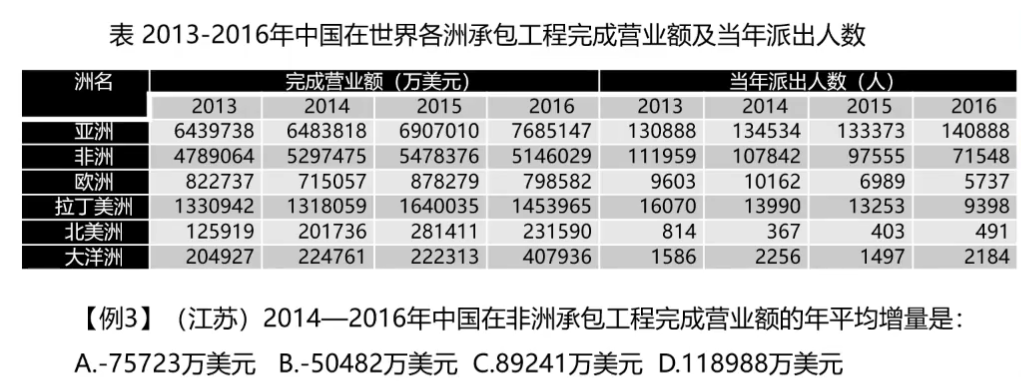 表 2013-2016年中国在世界各洲承包工程完成营业额及当年派出人数
洲名 完成营业额（万美元） 当年派出人数（人）
2013 2014 2015 2016 2013 2014 2015 2016
亚洲 6439738 6483818 6907010 7685147 130888 134534 133373 140888
非洲 4789064 5297475 5478376 5146029 111959 107842 97555 71548
欧洲 822737 715057 878279 798582 9603 10162 6989 5737
拉丁美洲 1330942 1318059 1640035 1453965 16070 13990 13253 9398
北美洲 125919 201736 281411 231590 814 367 403 491
大洋洲 204927 224761 222313 407936 1586 2256 1497 2184
【例3】（江苏）2014—2016年中国在非洲承包工程完成营业额的年平均增量是：
A.-75723万美元 B.-50482万美元 C.89241万美元 D.118988万美元